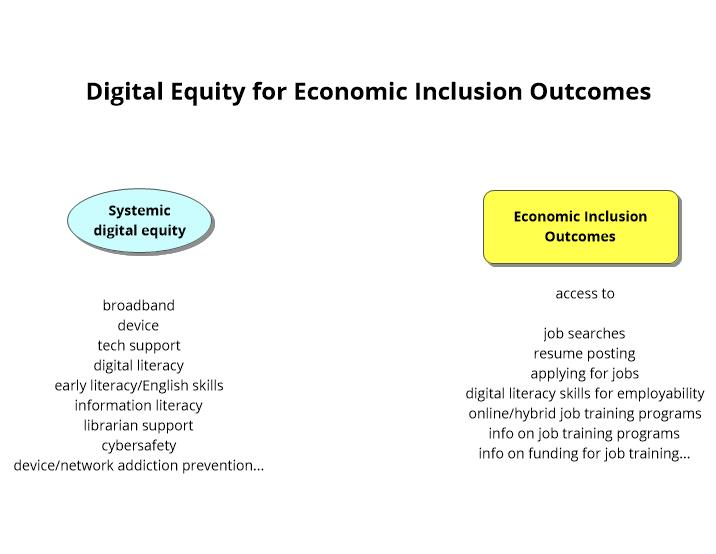 Digital Equity for Economic Inclusion Outcomes
Systemic
digital equity
broadband
device
tech support
digital literacy
early literacy/English skills
information literacy
librarian support
cybersafety
device/network addiction prevention...
Economic Inclusion
Outcomes
access to
job searches
resume posting
applying for jobs
digital literacy skills for employability
online/hybrid job training programs
info on job training programs
info on funding for job training...